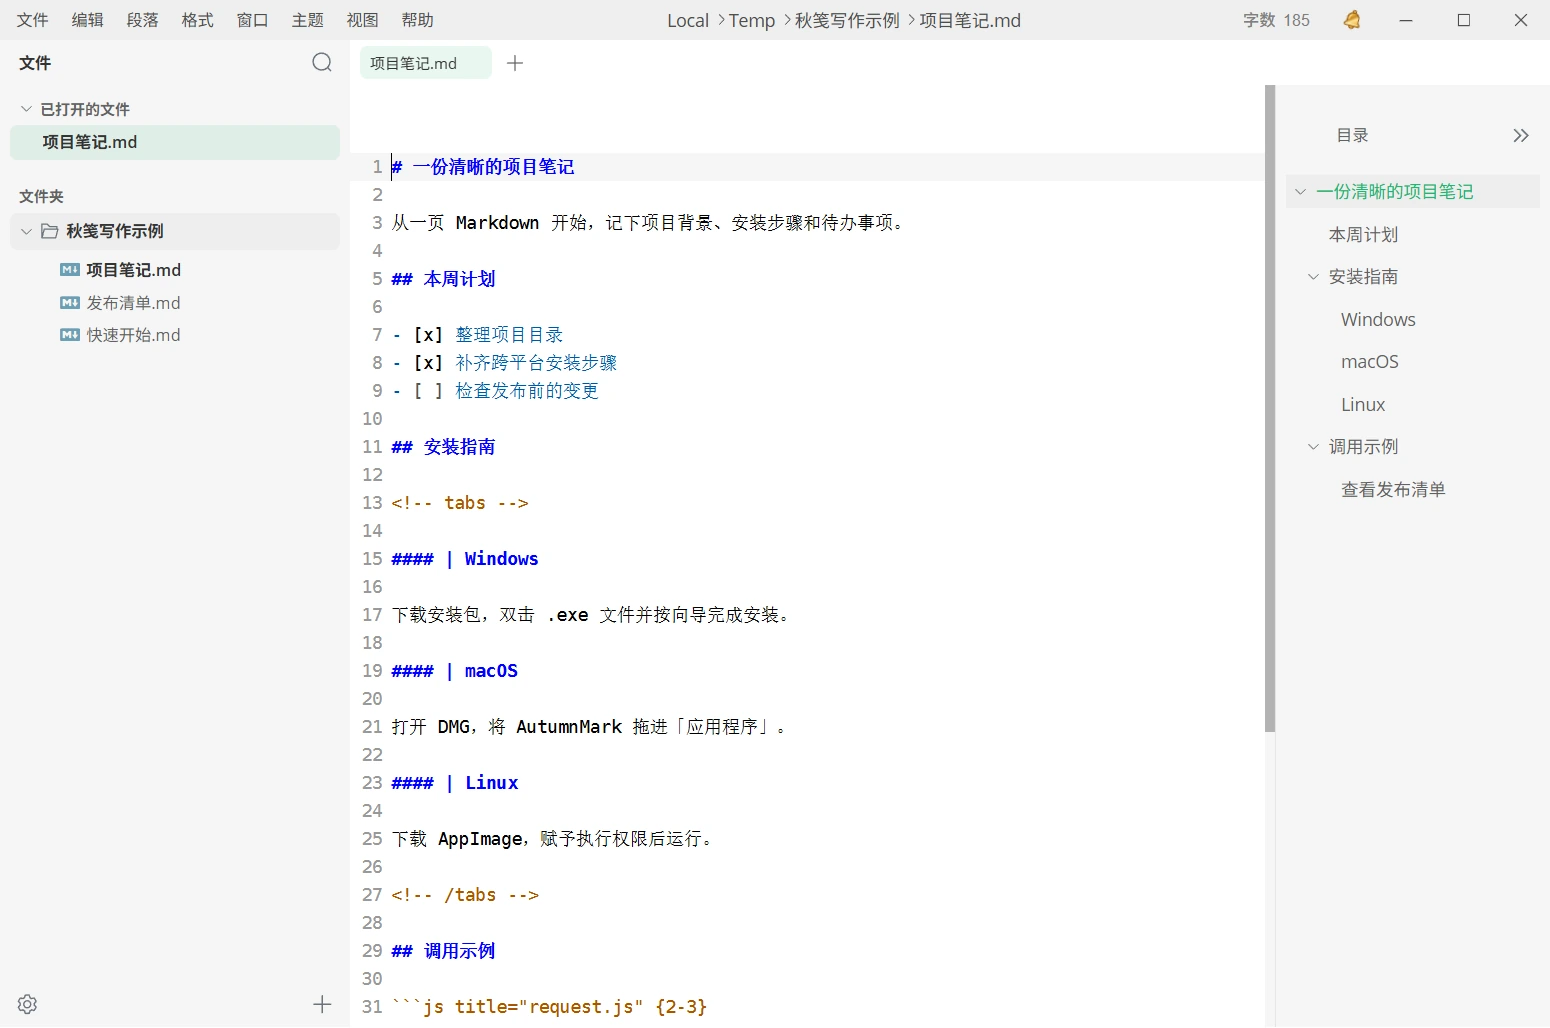 文件 编辑 段落 格式 窗口 主题 视图 帮助 Local > Temp > 秋笺写作示例 > 项目笔记.md 字数 185
文件
已打开的文件
项目笔记.md
文件夹
秋笺写作示例
项目笔记.md
发布清单.md
快速开始.md
项目笔记.md
1 # 一份清晰的项目笔记
2
3 从一页 Markdown 开始，记下项目背景、安装步骤和待办事项。
4
5 ## 本周计划
6
7 - [x] 整理项目目录
8 - [x] 补齐跨平台安装步骤
9 - [ ] 检查发布前的变更
10
11 ## 安装指南
12
13 <!-- tabs -->
14
15 #### | Windows
16
17 下载安装包，双击 .exe 文件并按向导完成安装。
18
19 #### | macOS
20
21 打开 DMG，将 AutumnMark 拖进「应用程序」。
22
23 #### | Linux
24
25 下载 AppImage，赋予执行权限后运行。
26
27 <!-- /tabs -->
28
29 ## 调用示例
30
31 ```js title="request.js" {2-3}
目录
一份清晰的项目笔记
本周计划
安装指南
Windows
macOS
Linux
调用示例
查看发布清单